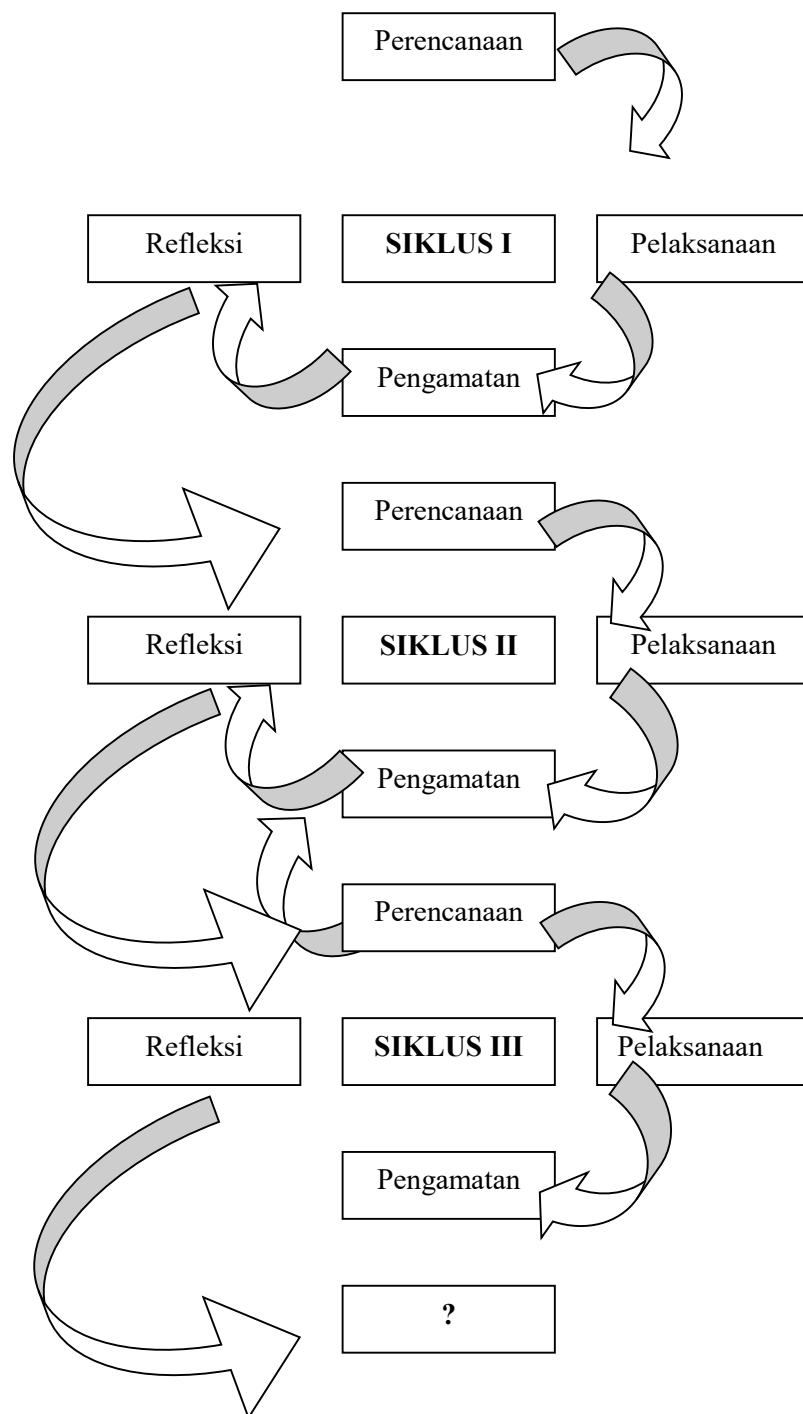 Perencanaan
Refleksi
SIKLUS I
Pelaksanaan
Pengamatan
Perencanaan
Refleksi
SIKLUS II
Pelaksanaan
Pengamatan
Perencanaan
Refleksi
SIKLUS III
Pelaksanaan
Pengamatan
?